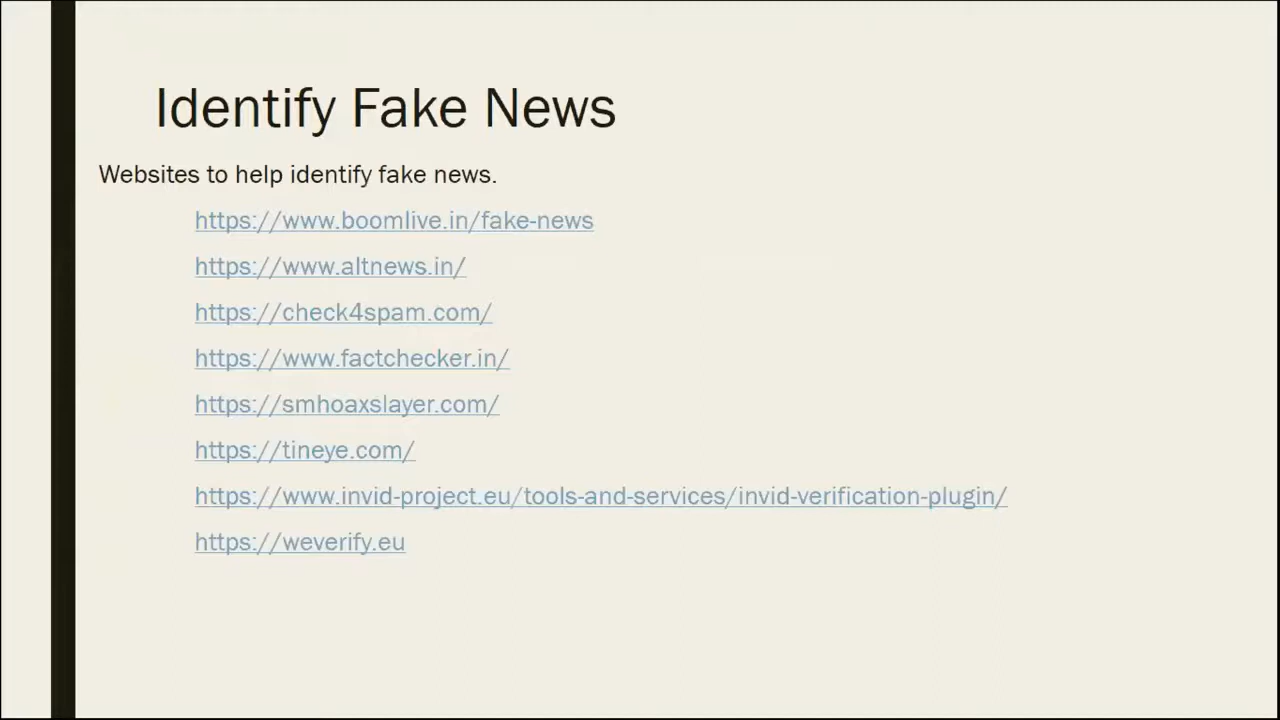 Identify Fake News
Websites to help identify fake news.
https://www.boomlive.in/fake-news
https://www.altnews.in/
https://check4spam.com/
https://www.factchecker.in/
https://smhoaxslayer.com/
https://tineye.com/
https://www.invid-project.eu/tools-and-services/invid-verification-plugin/
https://weverify.eu